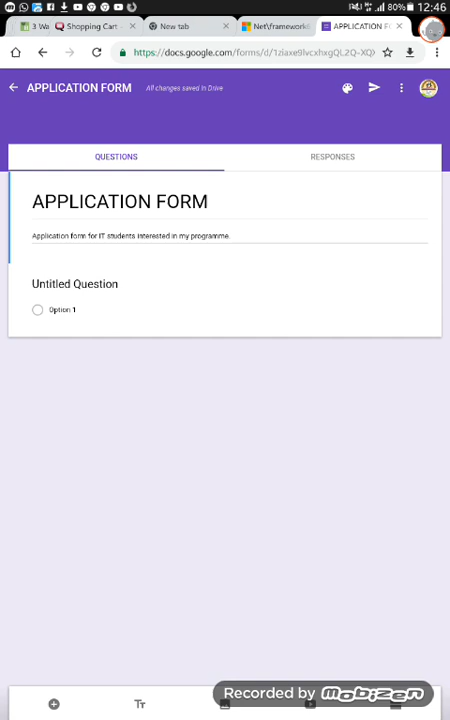 80% 12:46
3 Wa Shopping Cart - New tab Net\framework APPLICATION F
https://docs.google.com/forms/d/1ziaxe9lvcxhxgQL2Q-XQ
APPLICATION FORM All changes saved in Drive
QUESTIONS RESPONSES
APPLICATION FORM
Application form for IT students interested in my programme.
Untitled Question
Option 1
Tт
Recorded by mobizen